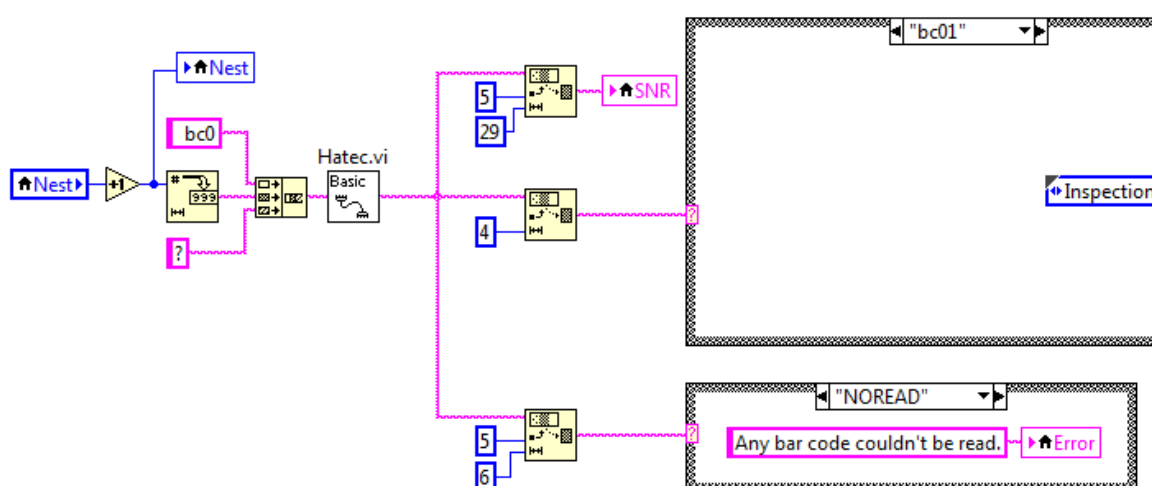 "bc01"
Nest
5
SNR
29
bc0
Hatec.vi
Nest
+1
#
999
Basic
?
4
?
Inspection
?
"NOREAD"
5
?
Any bar code couldn't be read.
Error
6